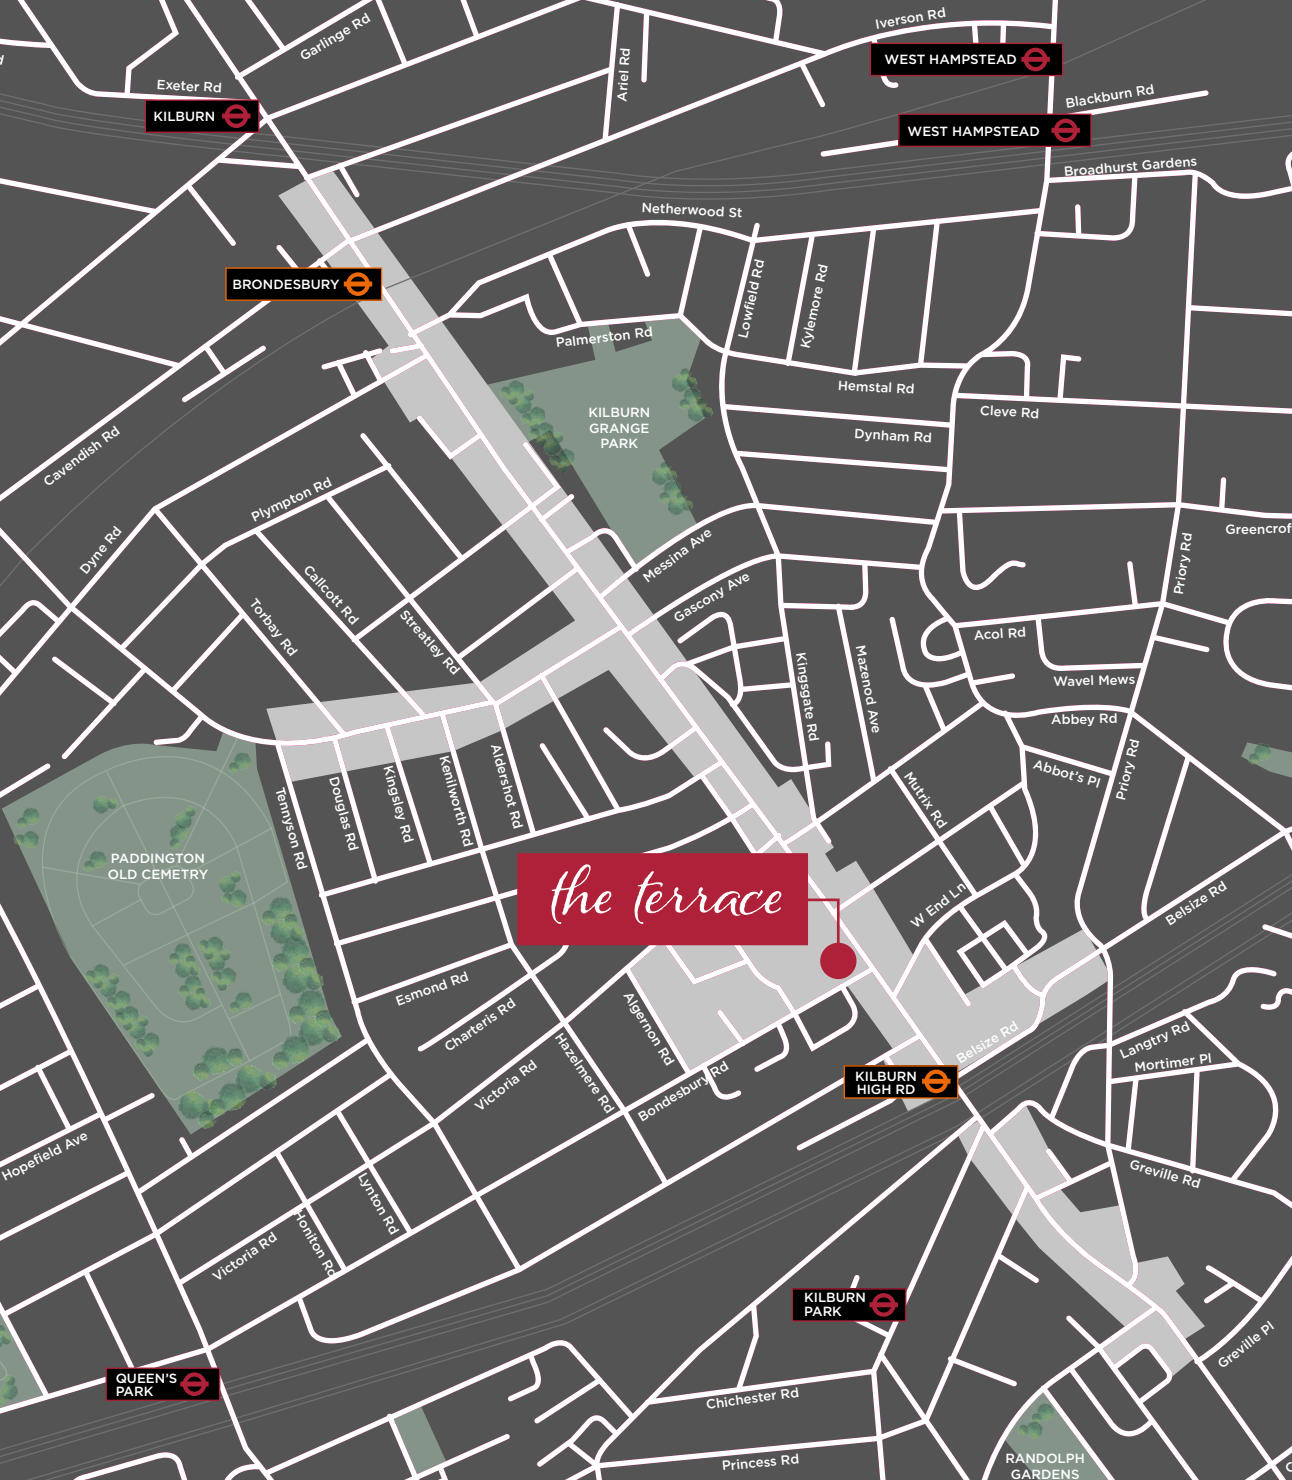 Iverson Rd
Garlinge Rd
WEST HAMPSTEAD
Ariel Rd
Exeter Rd
Blackburn Rd
KILBURN
WEST HAMPSTEAD
Broadhurst Gardens
Netherwood St
BRONDESBURY
Lowfield Rd
Kylemore Rd
Palmerston Rd
Hemstal Rd
KILBURN
GRANGE
PARK
Cleve Rd
Dynham Rd
Cavendish Rd
Plympton Rd
Greencrof
Dyne Rd
Messina Ave
Priory Rd
Callcott Rd
Gascony Ave
Torbay Rd
Streatley Rd
Acol Rd
Kingsgate Rd
Mazenod Ave
Wavel Mews
Abbey Rd
Priory Rd
Abbot's Pl
Aldershot Rd
Kenilworth Rd
Kingsley Rd
Douglas Rd
Tennyson Rd
Mutrix Rd
PADDINGTON
OLD CEMETRY
the terrace
W End Ln
Belsize Rd
Esmond Rd
Charteris Rd
Algernon Rd
Belsize Rd
Langtry Rd
Mortimer Pl
Hazelmere Rd
Victoria Rd
Bondesbury Rd
KILBURN
HIGH RD
Hopefield Ave
Greville Rd
Lynton Rd
Honiton Rd
Victoria Rd
KILBURN
PARK
Greville Pl
QUEEN'S
PARK
Chichester Rd
Princess Rd
RANDOLPH
GARDENS